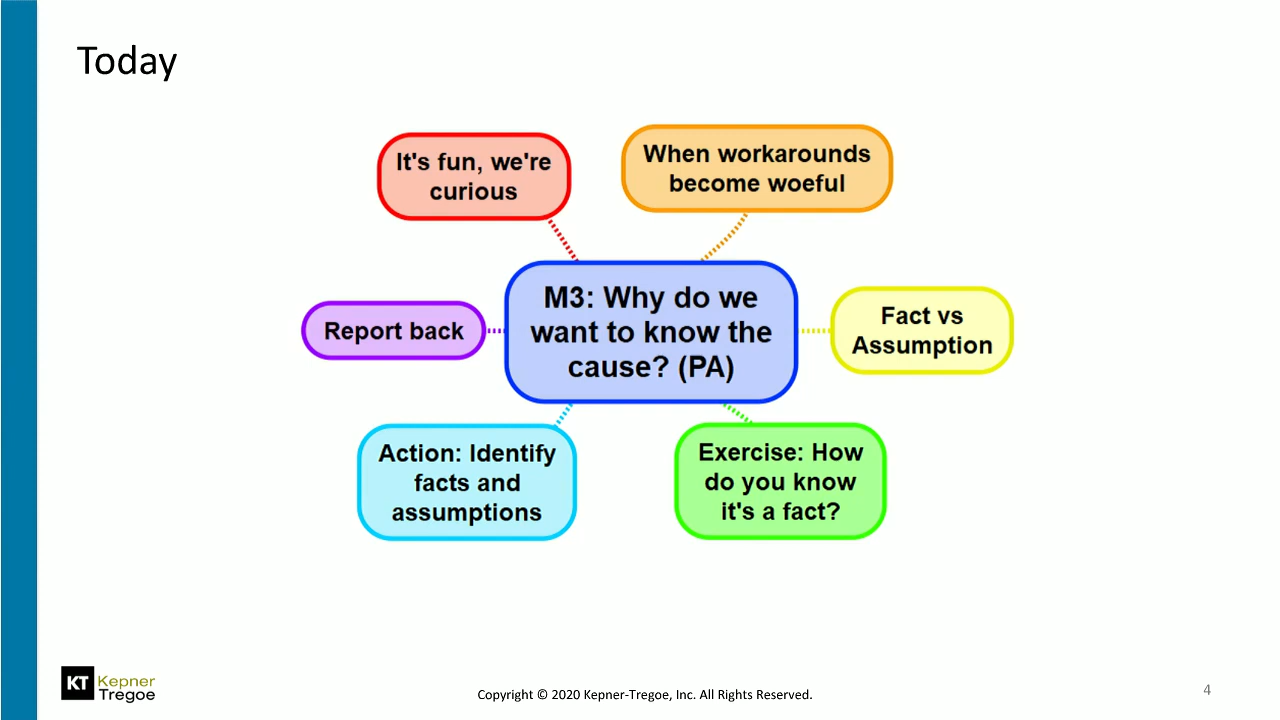 Today
It's fun, we're
curious
When workarounds
become woeful
M3: Why do we
want to know the
cause? (PA)
Report back
Fact vs
Assumption
Action: Identify
facts and
assumptions
Exercise: How
do you know
it's a fact?
KT Kepner
Tregoe
Copyright © 2020 Kepner-Tregoe, Inc. All Rights Reserved.
4